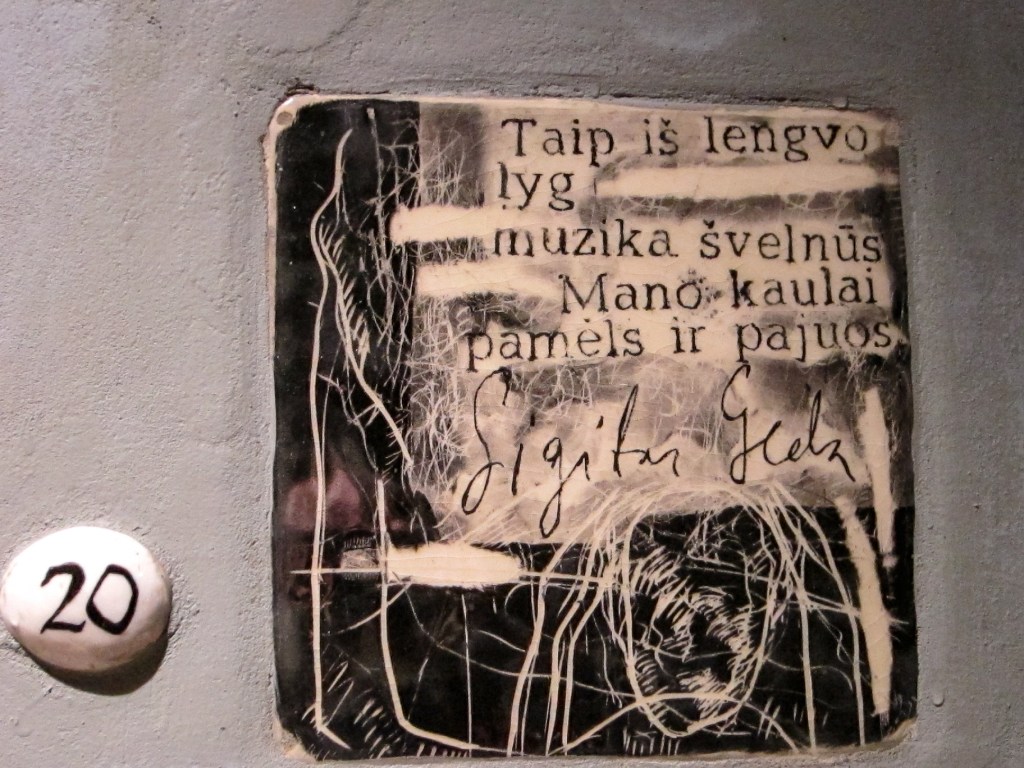 Taip iš lengvo
lyg
muzika švelnūs
Mano kaulai
pamėls ir pajuos
Sigitas Geda
20